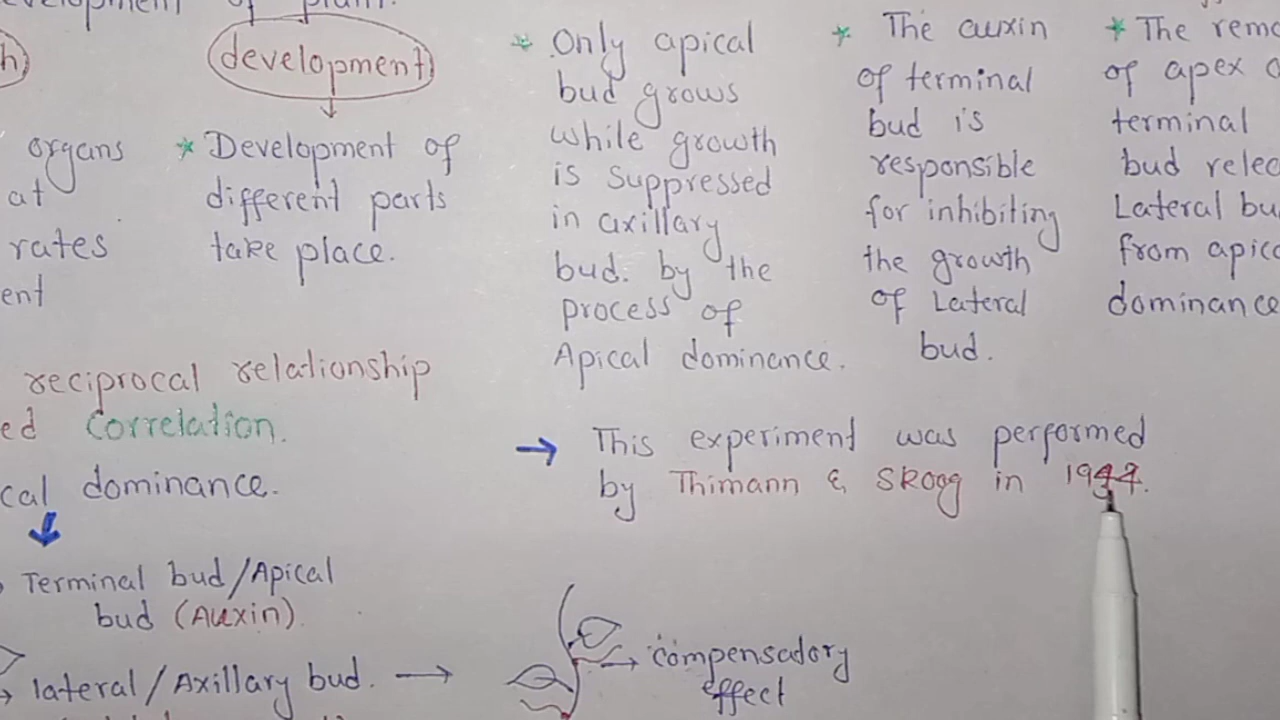 development of plant.
h)
development
organs
at
rates
ent
* Development of
different parts
take place.
* Only apical
bud grows
while growth
is suppressed
in axillary
bud. by the
process of
Apical dominance.
* The auxin
of terminal
bud is
responsible
for inhibiting
the growth
of Lateral
bud.
* The remo
of apex o
terminal
bud relea
Lateral bu
from apica
dominance
reciprocal relationship
ed Correlation.
cal dominance.
Terminal bud/Apical
bud (Auxin)
lateral/Axillary bud. →
→ This experiment was performed
by Thimann & Skoog in
→ compensadory
effect